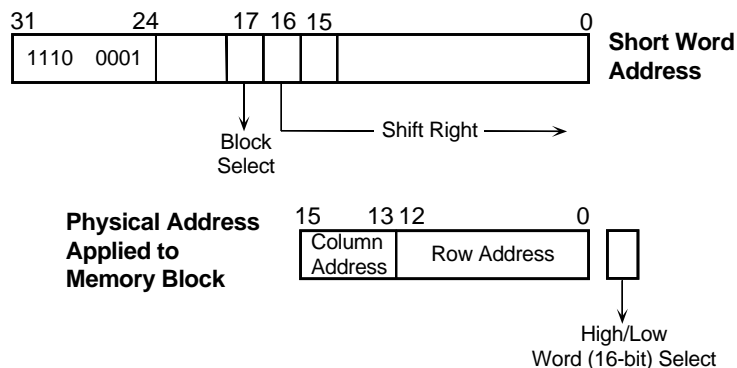 31 24 17 16 15 0
1110 0001
Short Word
Address
Block
Select
Shift Right
Physical Address
Applied to
Memory Block
15 13 12 0
Column
Address
Row Address
High/Low
Word (16-bit) Select